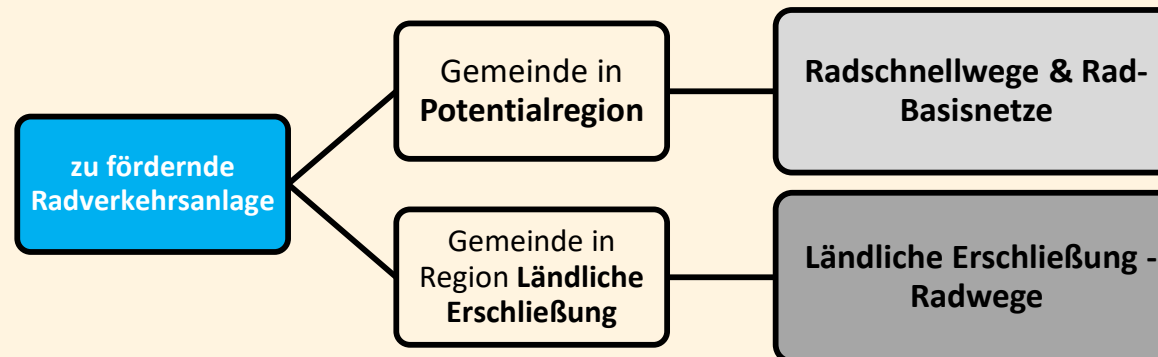 zu fördernde
Radverkehrsanlage
Gemeinde in
Potentialregion
Radschnellwege & Rad-
Basisnetze
Gemeinde in
Region Ländliche
Erschließung
Ländliche Erschließung -
Radwege